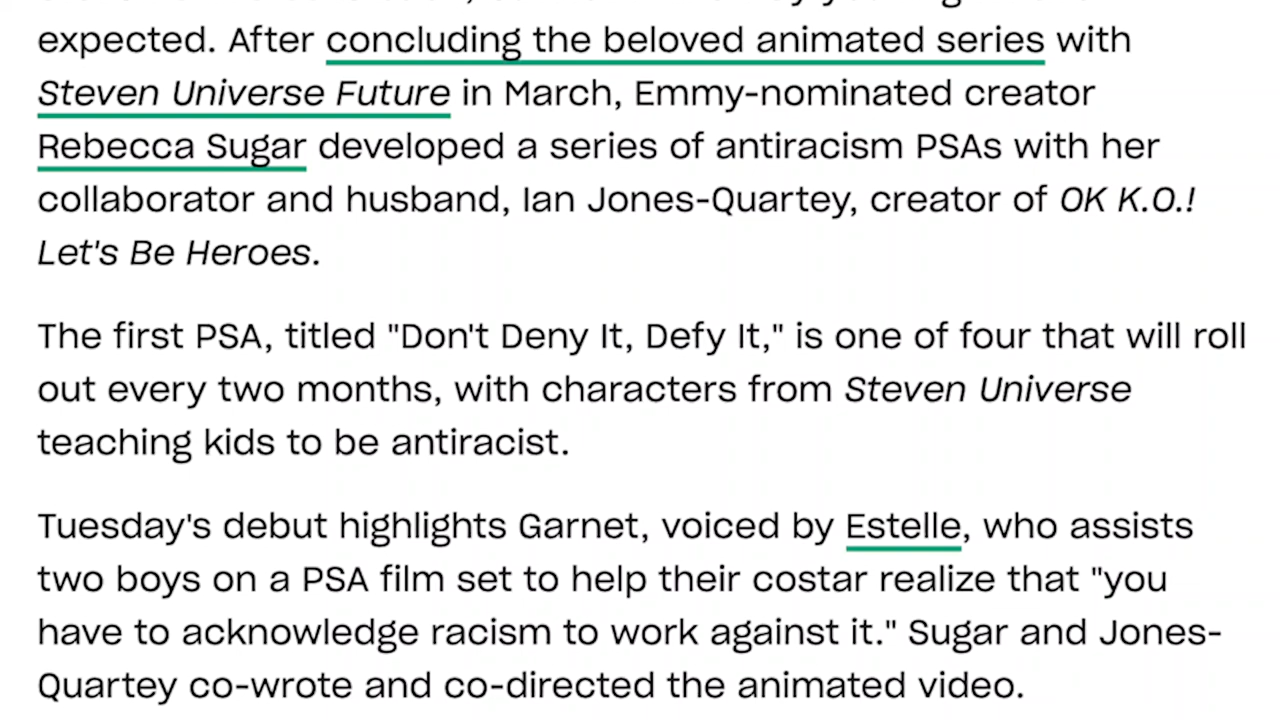 expected. After concluding the beloved animated series with
Steven Universe Future in March, Emmy-nominated creator
Rebecca Sugar developed a series of antiracism PSAs with her
collaborator and husband, Ian Jones-Quartey, creator of OK K.O.!
Let's Be Heroes.
The first PSA, titled "Don't Deny It, Defy It," is one of four that will roll
out every two months, with characters from Steven Universe
teaching kids to be antiracist.
Tuesday's debut highlights Garnet, voiced by Estelle, who assists
two boys on a PSA film set to help their costar realize that "you
have to acknowledge racism to work against it." Sugar and Jones-
Quartey co-wrote and co-directed the animated video.